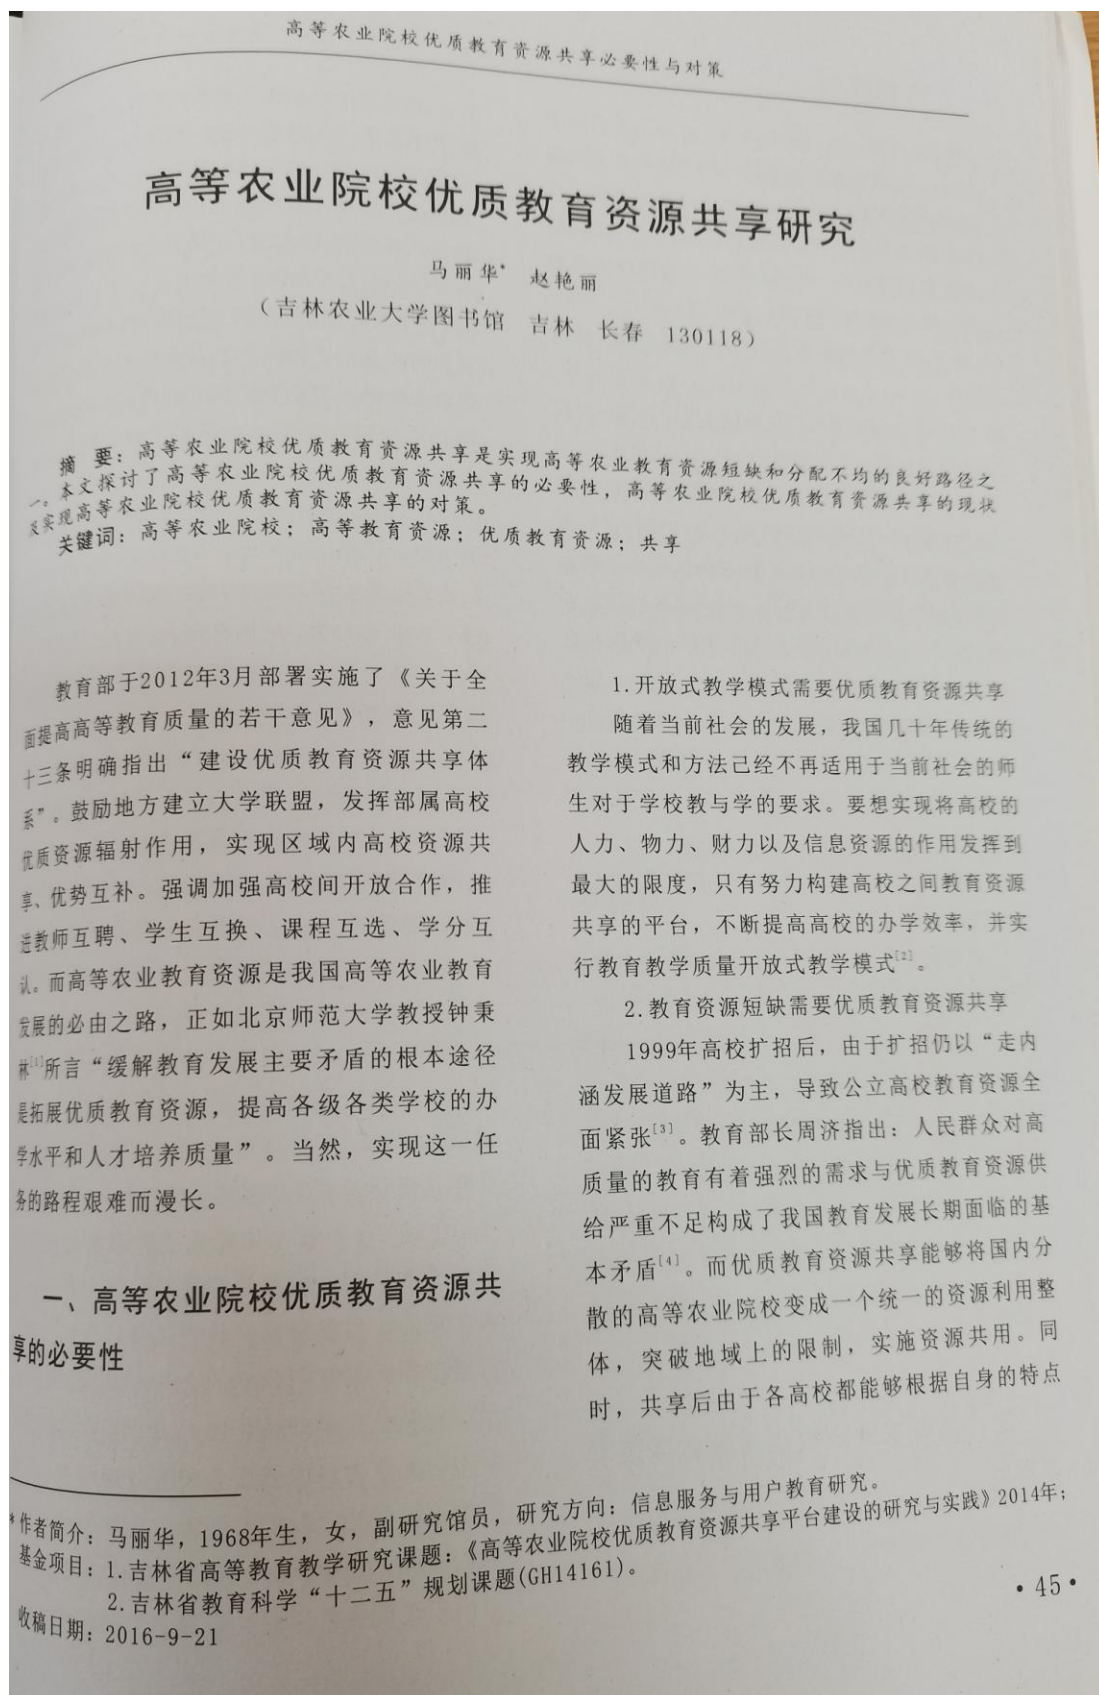 高等农业院校优质教育资源共享必要性与对策
高等农业院校优质教育资源共享研究
马丽华* 赵艳丽
（吉林农业大学图书馆 吉林 长春 130118）
摘 要：高等农业院校优质教育资源共享是实现高等农业教育资源短缺和分配不均的良好路径之
一。本文探讨了高等农业院校优质教育资源共享的必要性，高等农业院校优质教育资源共享的现状
及实现高等农业院校优质教育资源共享的对策。
关键词：高等农业院校；高等教育资源；优质教育资源；共享
教育部于2012年3月部署实施了《关于全
面提高高等教育质量的若干意见》，意见第二
十三条明确指出“建设优质教育资源共享体
系”。鼓励地方建立大学联盟，发挥部属高校
优质资源辐射作用，实现区域内高校资源共
享、优势互补。强调加强高校间开放合作，推
进教师互聘、学生互换、课程互选、学分互
认。而高等农业教育资源是我国高等农业教育
发展的必由之路，正如北京师范大学教授钟秉
林[1]所言“缓解教育发展主要矛盾的根本途径
是拓展优质教育资源，提高各级各类学校的办
学水平和人才培养质量”。当然，实现这一任
务的路程艰难而漫长。
一、高等农业院校优质教育资源共
享的必要性
1.开放式教学模式需要优质教育资源共享
随着当前社会的发展，我国几十年传统的
教学模式和方法己经不再适用于当前社会的师
生对于学校教与学的要求。要想实现将高校的
人力、物力、财力以及信息资源的作用发挥到
最大的限度，只有努力构建高校之间教育资源
共享的平台，不断提高高校的办学效率，并实
行教育教学质量开放式教学模式[2]。
2.教育资源短缺需要优质教育资源共享
1999年高校扩招后，由于扩招仍以“走内
涵发展道路”为主，导致公立高校教育资源全
面紧张[3]。教育部长周济指出：人民群众对高
质量的教育有着强烈的需求与优质教育资源供
给严重不足构成了我国教育发展长期面临的基
本矛盾[4]。而优质教育资源共享能够将国内分
散的高等农业院校变成一个统一的资源利用整
体，突破地域上的限制，实施资源共用。同
时，共享后由于各高校都能够根据自身的特点
*作者简介：马丽华，1968年生，女，副研究馆员，研究方向：信息服务与用户教育研究。
基金项目：1.吉林省高等教育教学研究课题：《高等农业院校优质教育资源共享平台建设的研究与实践》2014年；
2.吉林省教育科学“十二五”规划课题(GH14161)。
收稿日期：2016-9-21
·45·